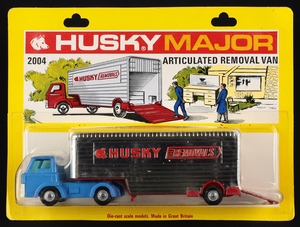 HUSKY® MAJOR
2004
ARTICULATED REMOVAL VAN
HUSKY REMOVALS
HUSKY REMOVALS
Die-cast scale models. Made in Great Britain